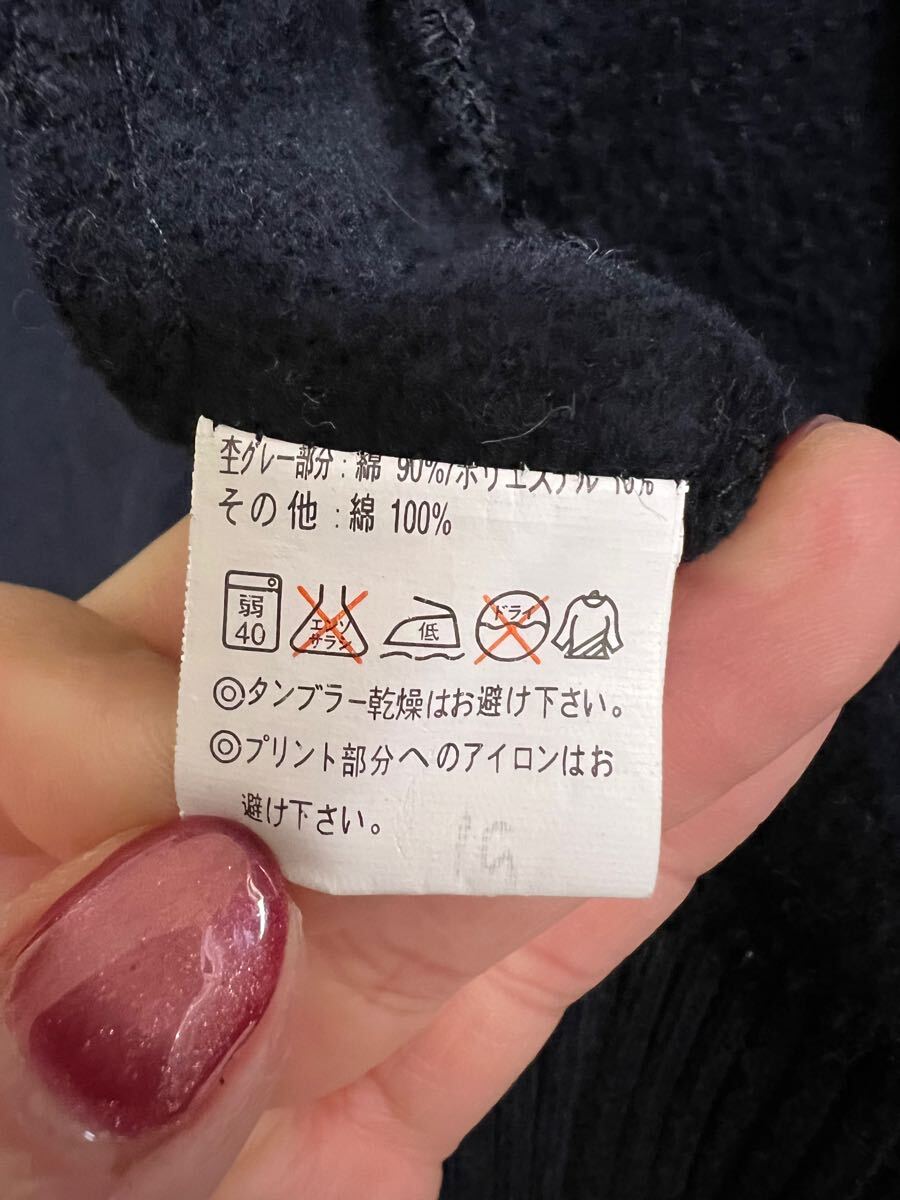 杢グレー部分：綿 90%/ポリエステル 10%
その他：綿 100%
弱
40
エンソ
サラシ
低
ドライ
◎タンブラー乾燥はお避け下さい。
◎プリント部分へのアイロンはお
避け下さい。